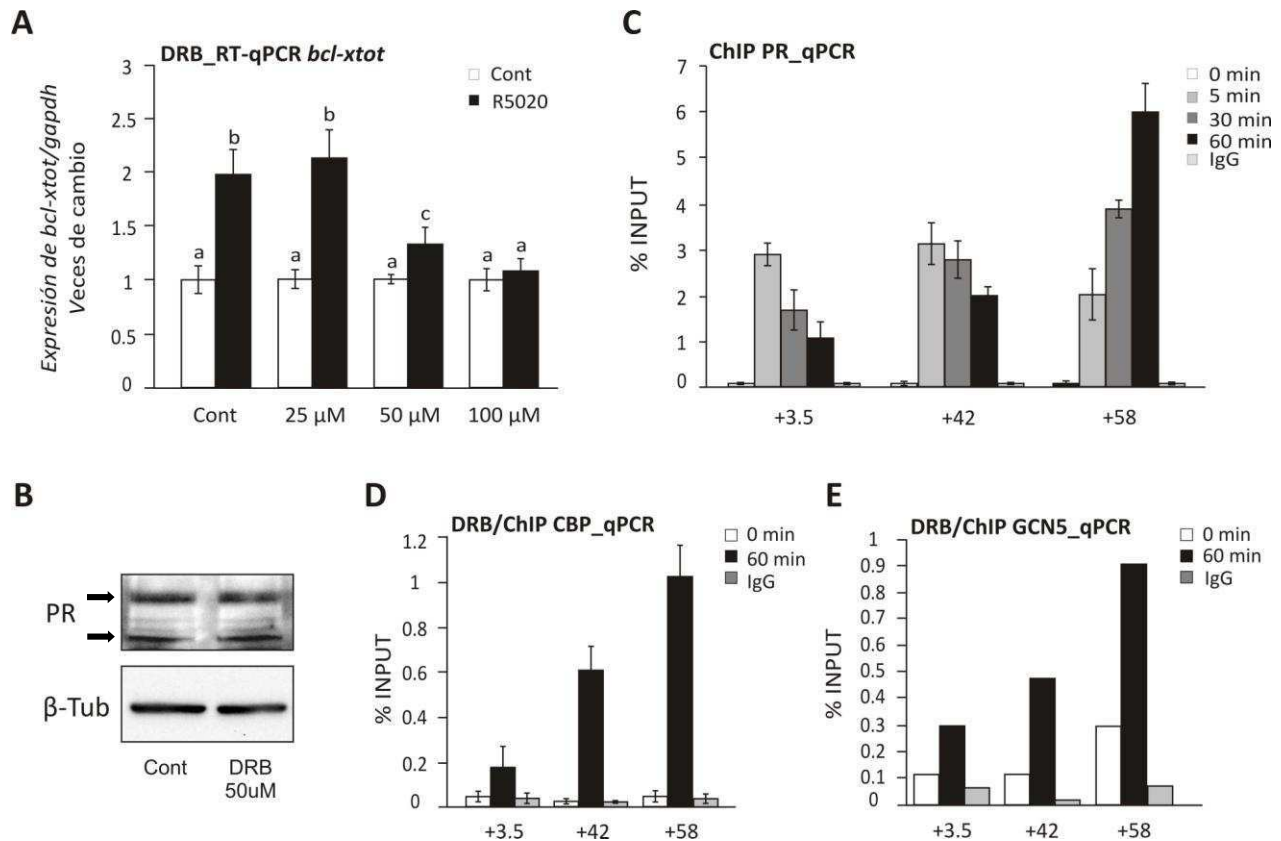 A
DRB_RT-qPCR bcl-xtot
Expresión de bcl-xtot/gapdh
Veces de cambio
3
2.5
2
1.5
1
0.5
0
Cont
R5020
a
b
a
b
a
c
a
a
Cont
25 µM
50 µM
100 µM
C
ChIP PR_qPCR
% INPUT
7
6
5
4
3
2
1
0
0 min
5 min
30 min
60 min
IgG
+3.5
+42
+58
B
PR
β-Tub
Cont
DRB
50uM
D
DRB/ChIP CBP_qPCR
% INPUT
1.2
1
0.8
0.6
0.4
0.2
0
0 min
60 min
IgG
+3.5
+42
+58
E
DRB/ChIP GCN5_qPCR
% INPUT
1
0.9
0.8
0.7
0.6
0.5
0.4
0.3
0.2
0.1
0
0 min
60 min
IgG
+3.5
+42
+58